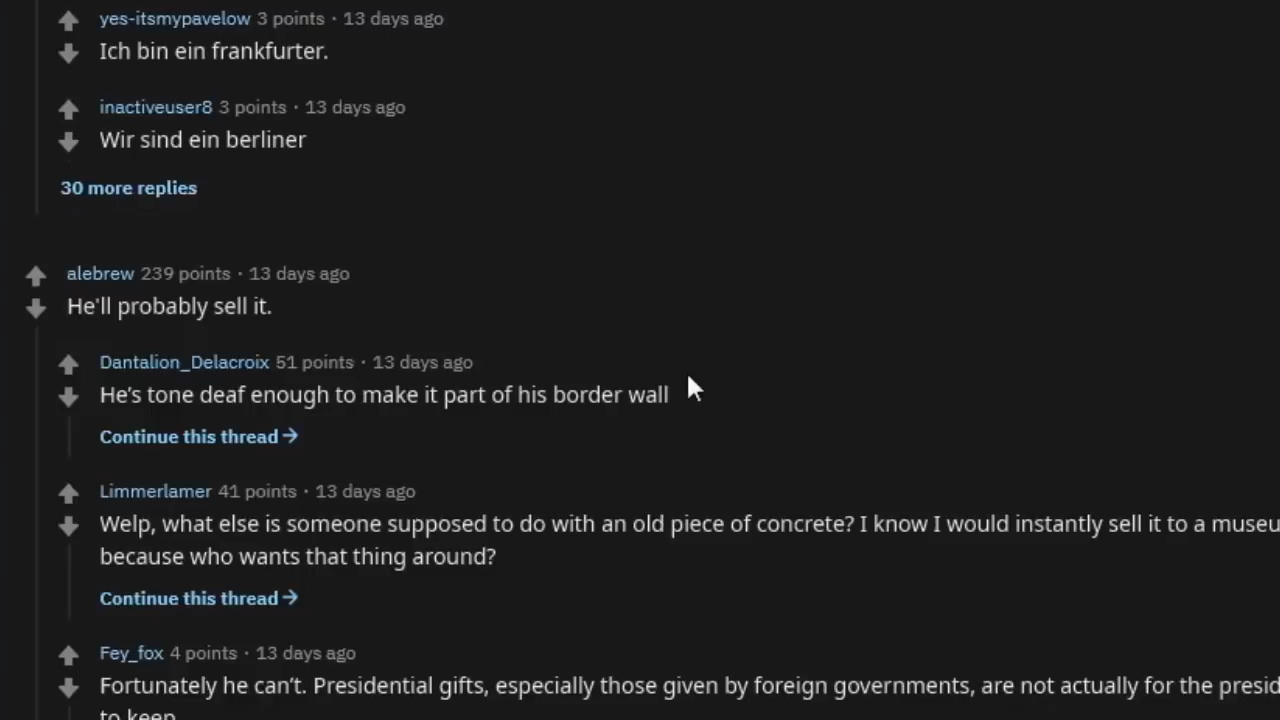 yes-itsmypavelow 3 points · 13 days ago
Ich bin ein frankfurter.
inactiveuser8 3 points · 13 days ago
Wir sind ein berliner
30 more replies
alebrew 239 points · 13 days ago
He'll probably sell it.
Dantalion_Delacroix 51 points · 13 days ago
He's tone deaf enough to make it part of his border wall
Continue this thread →
Limmerlamer 41 points · 13 days ago
Welp, what else is someone supposed to do with an old piece of concrete? I know I would instantly sell it to a museu
because who wants that thing around?
Continue this thread →
Fey_fox 4 points · 13 days ago
Fortunately he can't. Presidential gifts, especially those given by foreign governments, are not actually for the presid
to keep